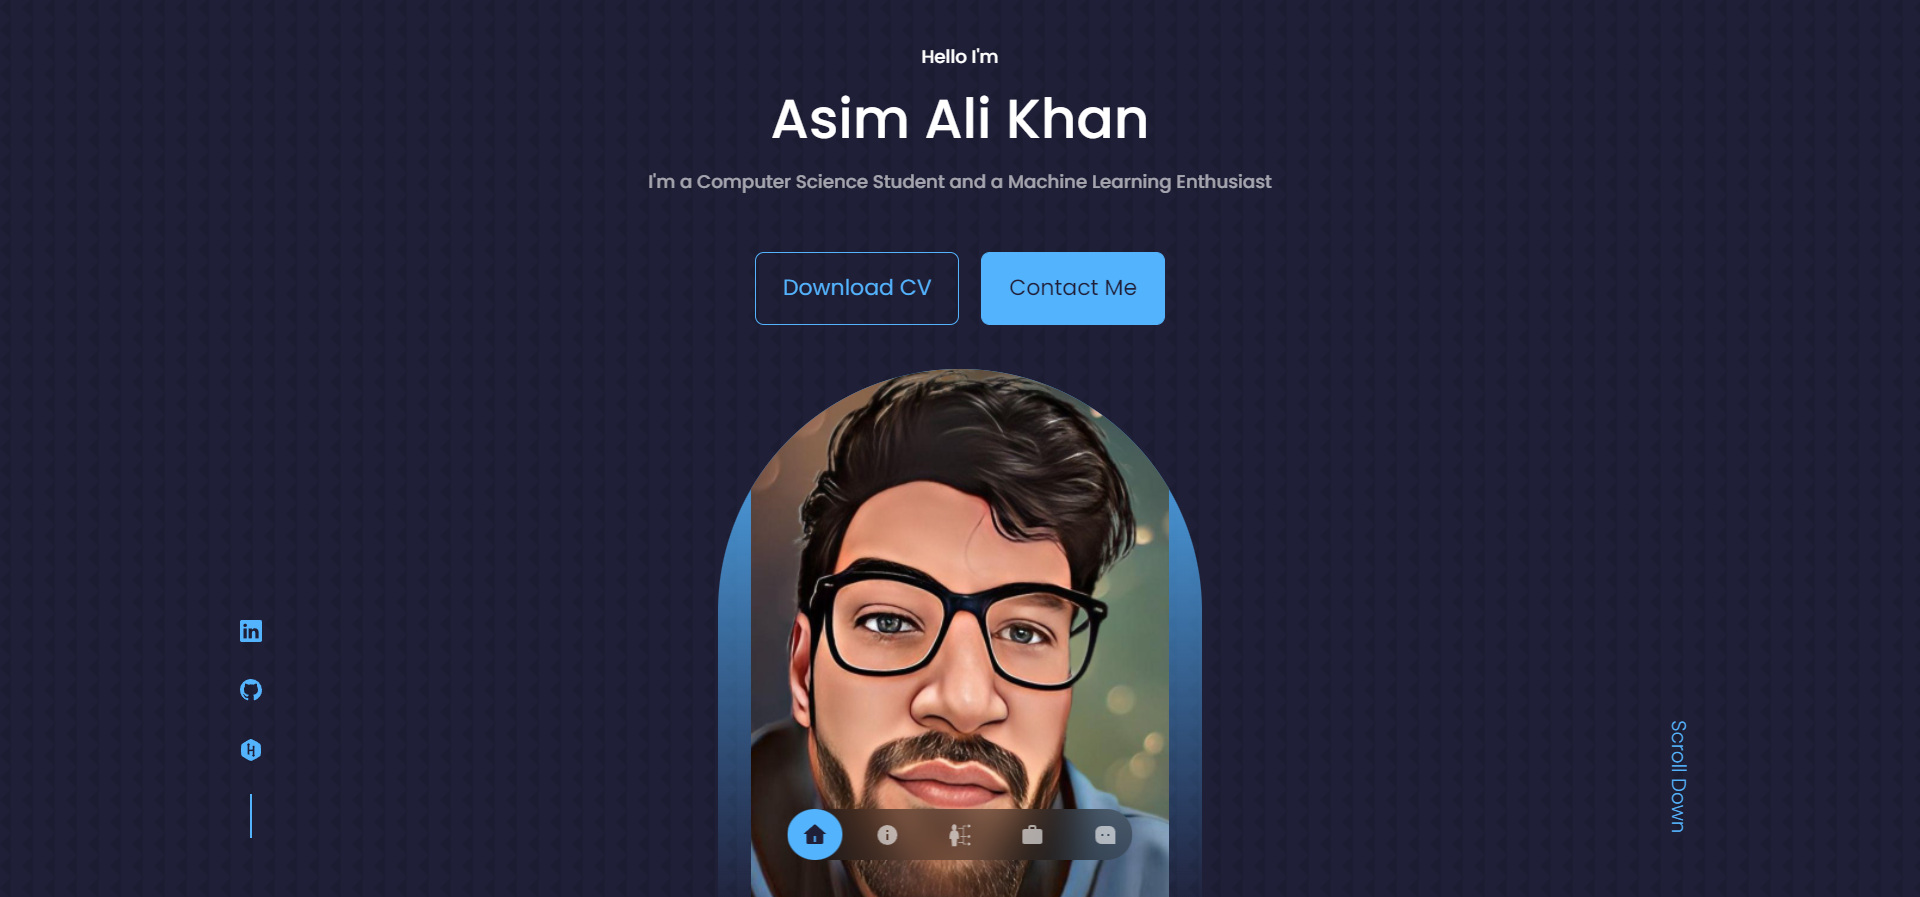 Hello I'm
Asim Ali Khan
I'm a Computer Science Student and a Machine Learning Enthusiast
Download CV
Contact Me
Scroll Down